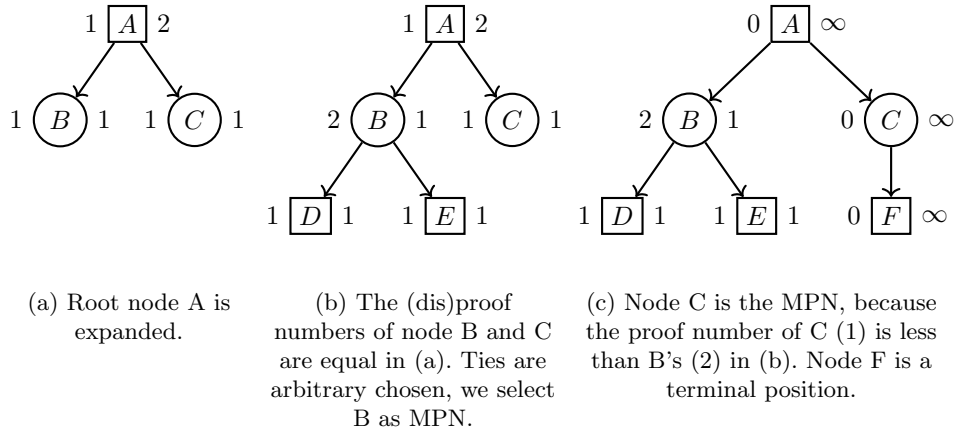 1 A 2
1 B 1 1 C 1
(a) Root node A is
expanded.
1 A 2
2 B 1 1 C 1
1 D 1 1 E 1
(b) The (dis)proof
numbers of node B and C
are equal in (a). Ties are
arbitrary chosen, we select
B as MPN.
0 A ∞
2 B 1 0 C ∞
1 D 1 1 E 1 0 F ∞
(c) Node C is the MPN, because
the proof number of C (1) is less
than B's (2) in (b). Node F is a
terminal position.